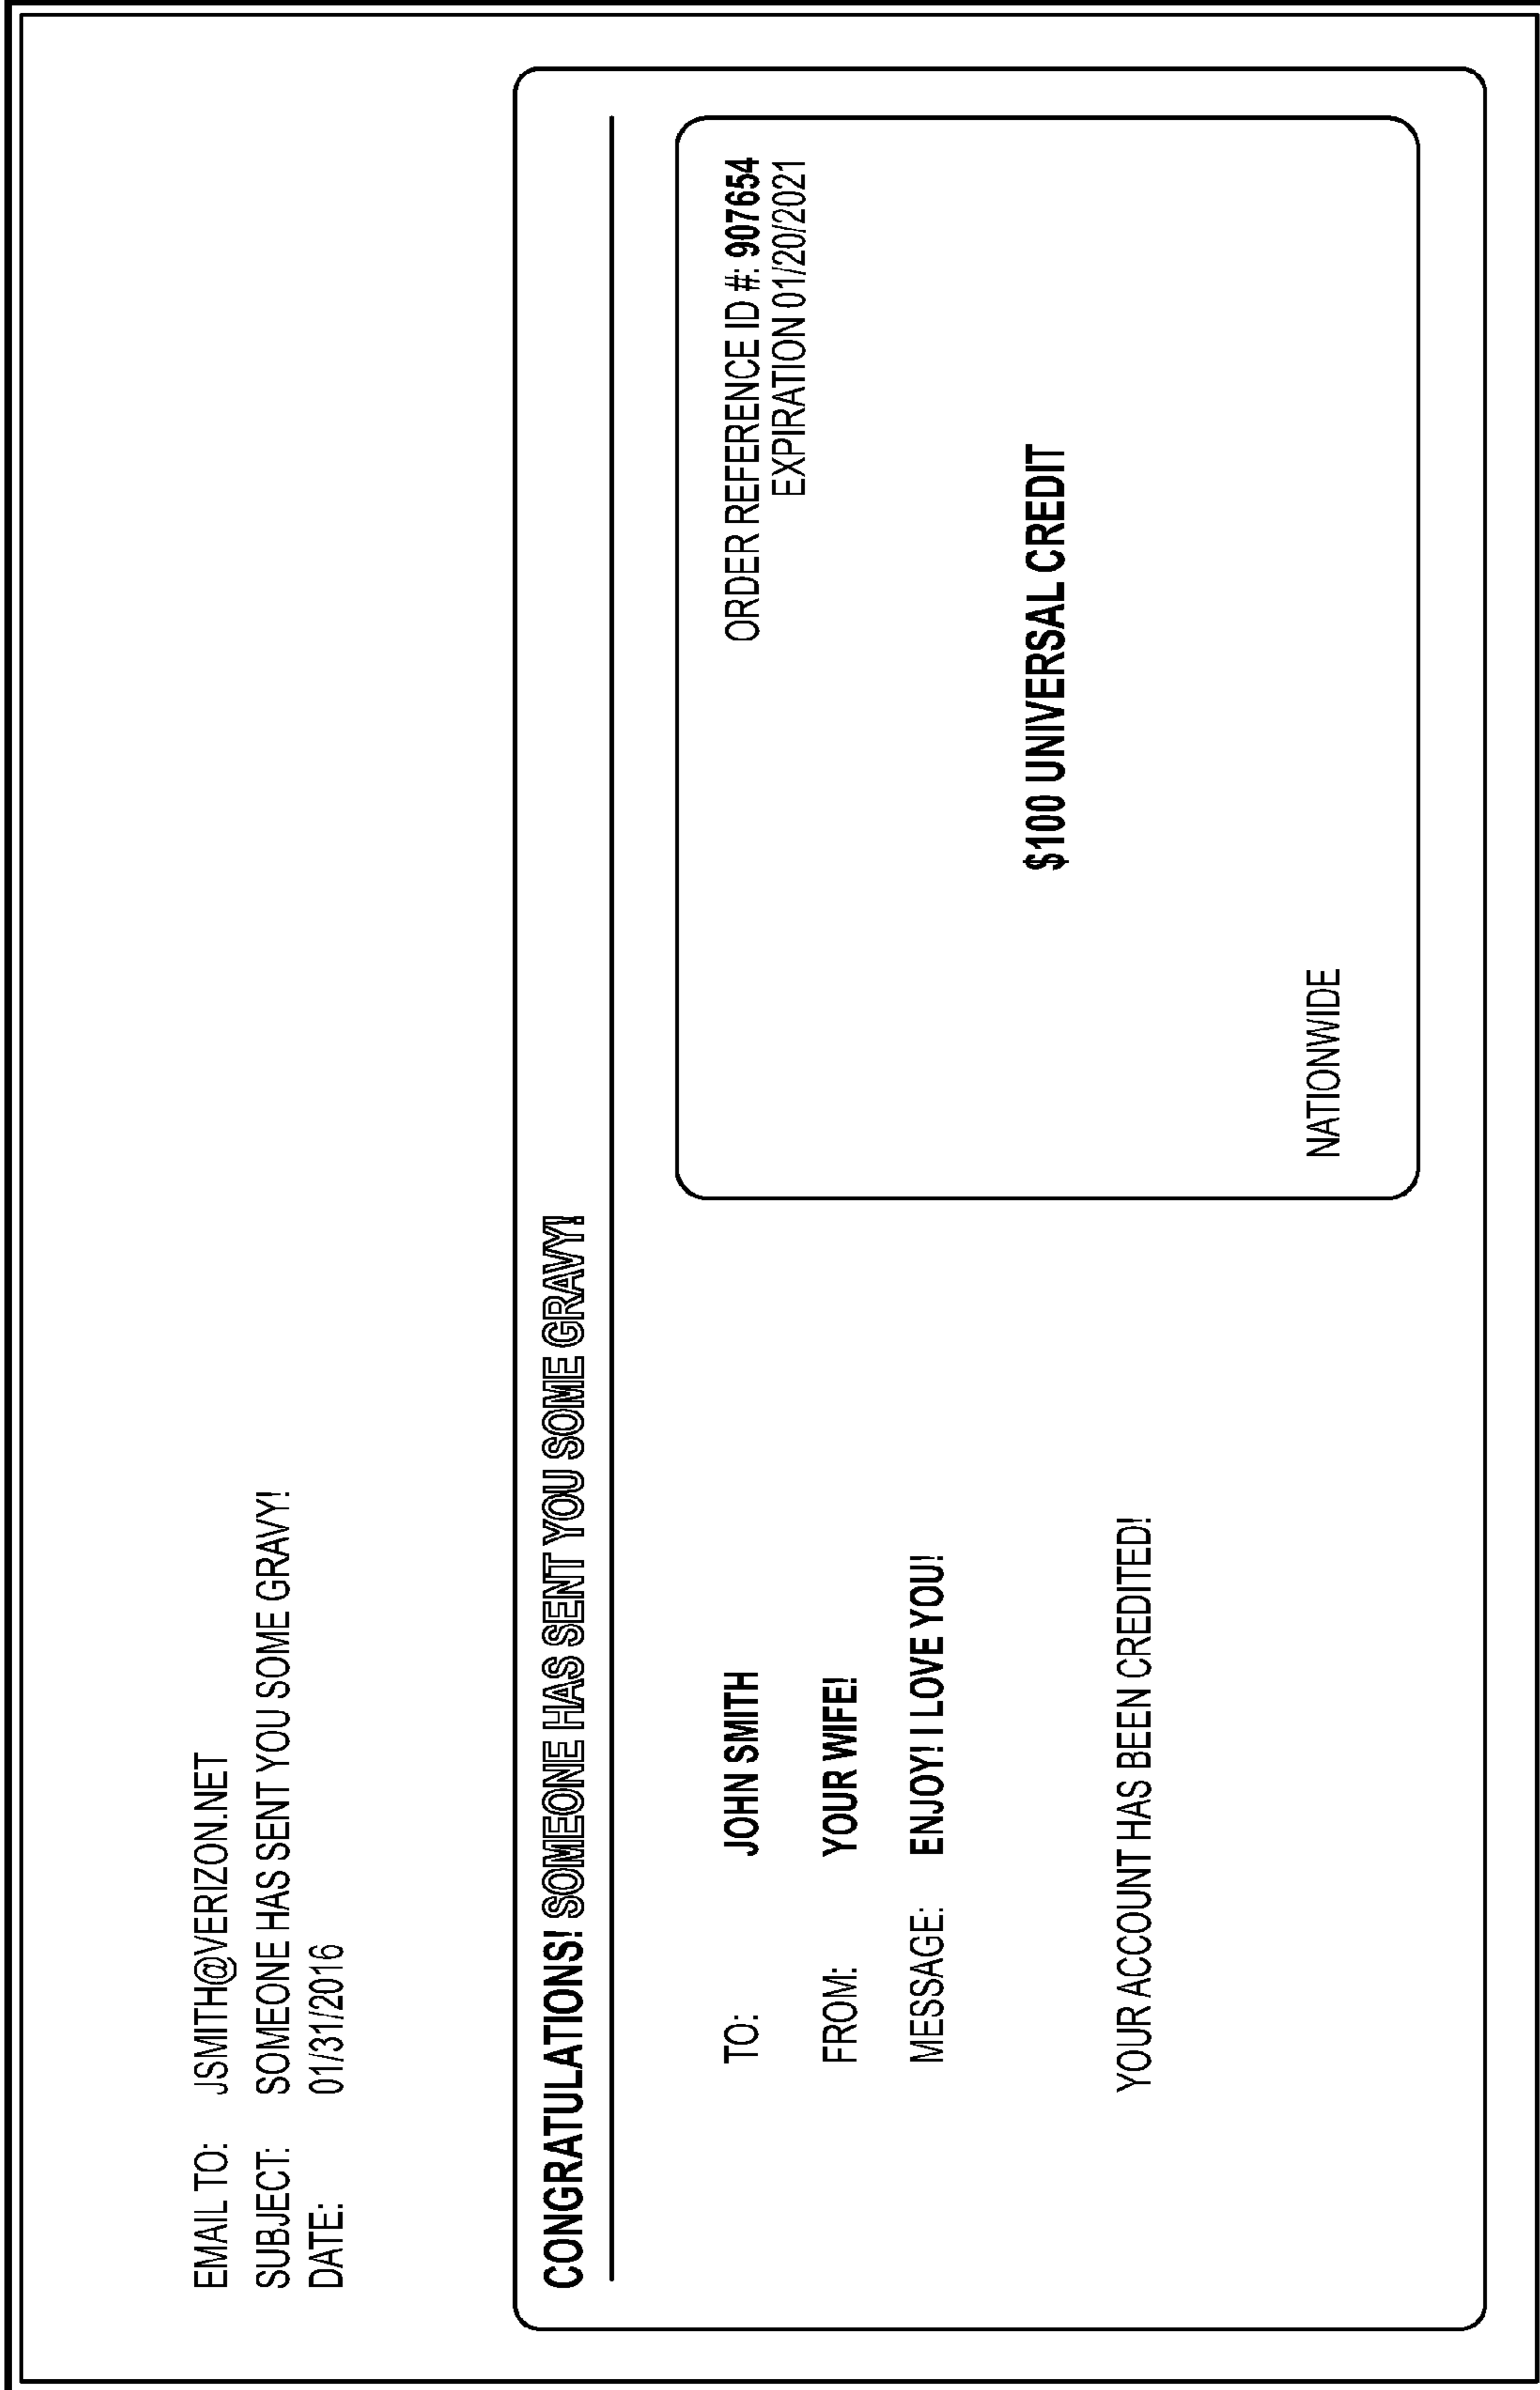 EMAIL TO: JSMITH@VERIZON.NET
SUBJECT: SOMEONE HAS SENT YOU SOME GRAVY!
DATE: 01/31/2016
CONGRATULATIONS! SOMEONE HAS SENT YOU SOME GRAVY!
TO: JOHN SMITH
FROM: YOUR WIFE!
MESSAGE: ENJOY! I LOVE YOU!
YOUR ACCOUNT HAS BEEN CREDITED!
ORDER REFERENCE ID #: 907654
EXPIRATION 01/20/2021
$100 UNIVERSAL CREDIT
NATIONWIDE